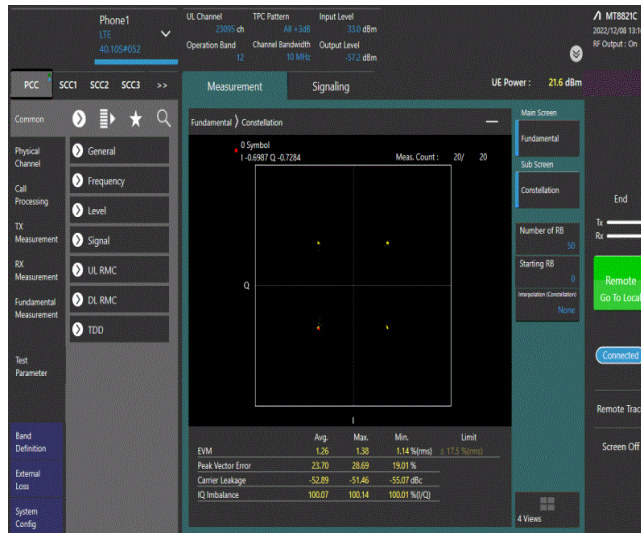 Phone1
LTE
40.105#052
UL Channel
23095 ch
TPC Pattern
All +3dB
Input Level
33.0 dBm
Operation Band
12
Channel Bandwidth
10 MHz
Output Level
-57.2 dBm
MT8821C
2022/12/08 13:1
RF Output : On
PCC SCC1 SCC2 SCC3 >>
Measurement
Signaling
UE Power : 21.6 dBm
Common
Physical
Channel
Call
Processing
TX
Measurement
RX
Measurement
Fundamental
Measurement
Test
Parameter
Band
Definition
External
Loss
System
Config
General
Frequency
Level
Signal
UL RMC
DL RMC
TDD
Fundamental ⟩ Constellation
0 Symbol
I -0.6987 Q -0.7284
Meas. Count : 20/ 20
Q
I
Avg. Max. Min. Limit
EVM 1.26 1.38 1.14 %(rms) ≤ 17.5 %(rms)
Peak Vector Error 23.70 28.69 19.01 %
Carrier Leakage -52.89 -51.46 -55.07 dBc
IQ Imbalance 100.07 100.14 100.01 %(I/Q)
Main Screen
Fundamental
Sub Screen
Constellation
Number of RB
50
Starting RB
0
Interpolation (Constellation)
None
4 Views
End
Tx
Rx
Remote
Go To Local
Connected
Remote Trac
Screen Off